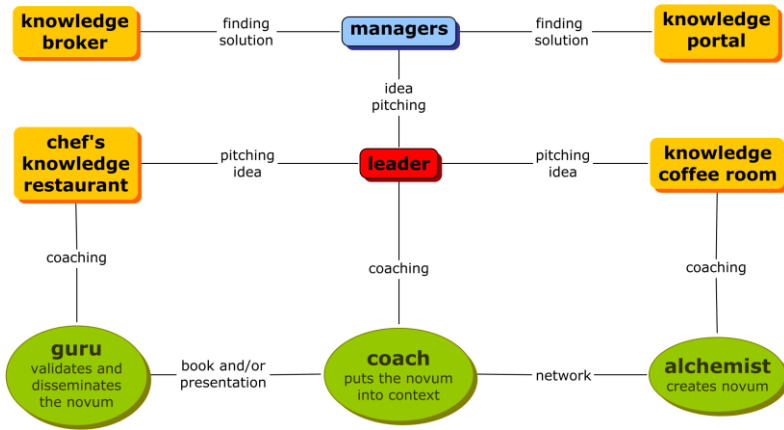 knowledge
broker
finding
solution
managers
finding
solution
knowledge
portal
idea
pitching
chef's
knowledge
restaurant
pitching
idea
leader
pitching
idea
knowledge
coffee room
coaching
coaching
coaching
guru
validates and
disseminates
the novum
book and/or
presentation
coach
puts the novum
into context
network
alchemist
creates novum